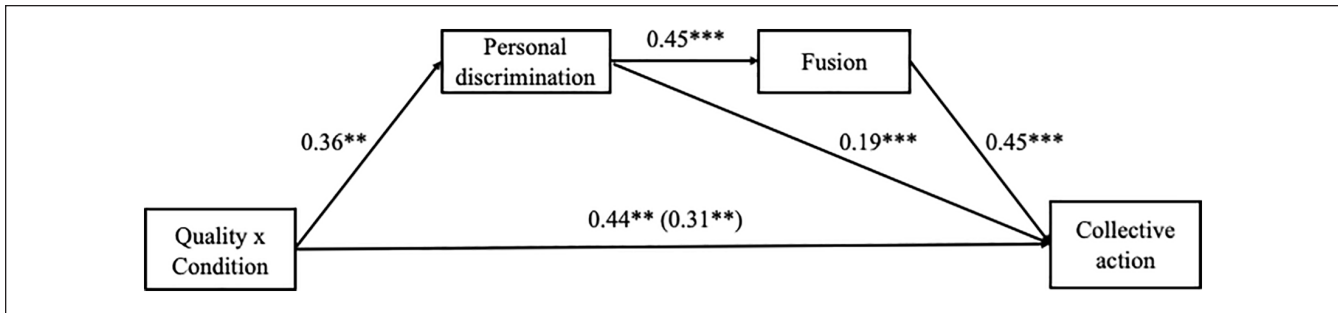 Personal
discrimination
0.45***
Fusion
0.36**
0.19***
0.45***
Quality x
Condition
0.44** (0.31**)
Collective
action